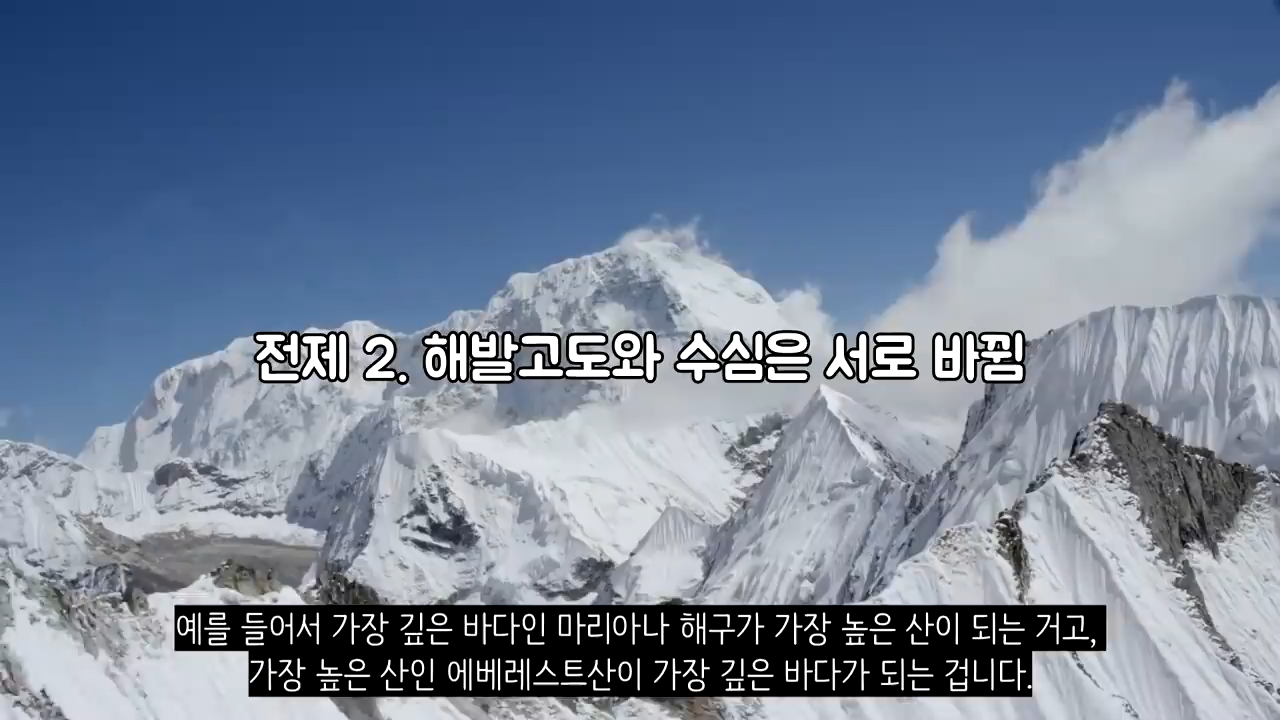 전제 2. 해발고도와 수심은 서로 바뀜
예를 들어서 가장 깊은 바다인 마리아나 해구가 가장 높은 산이 되는 거고,
가장 높은 산인 에베레스트산이 가장 깊은 바다가 되는 겁니다.